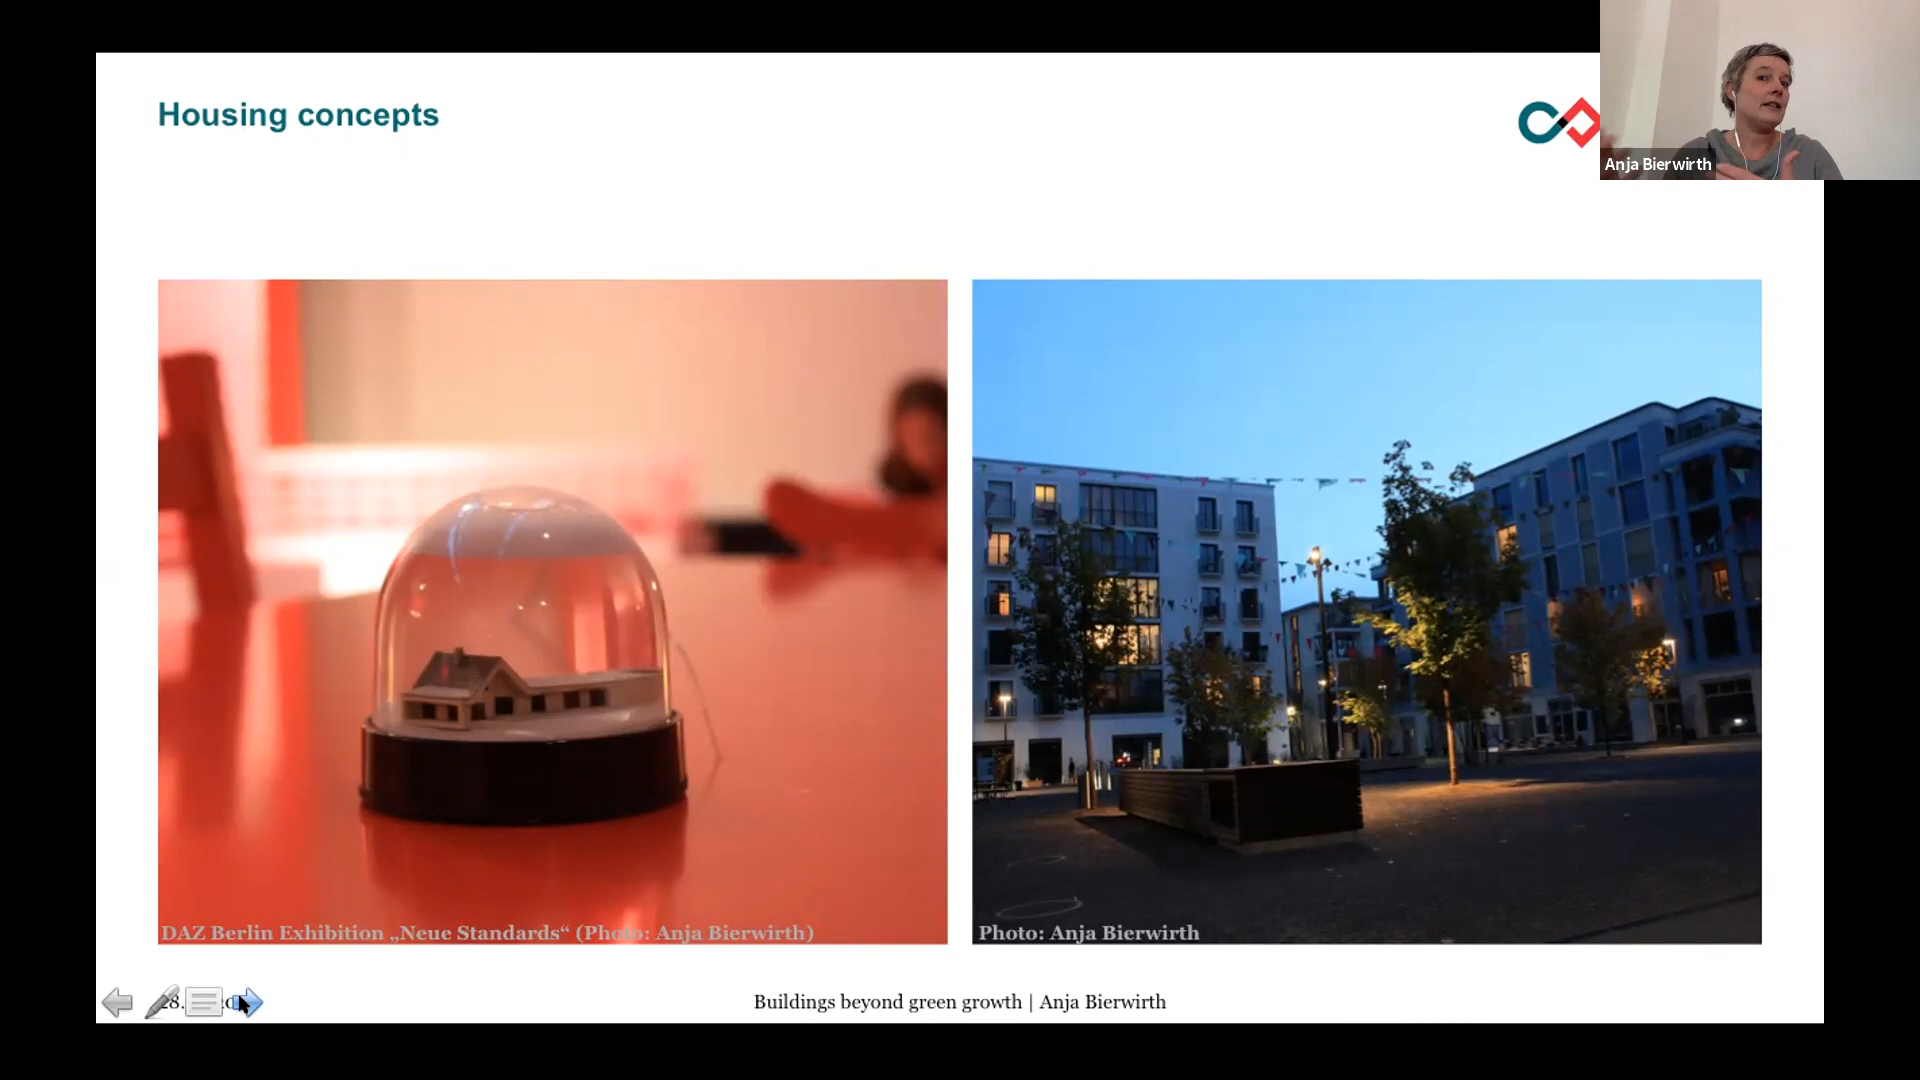 Housing concepts
Anja Bierwirth
DAZ Berlin Exhibition „Neue Standards“ (Photo: Anja Bierwirth)
Photo: Anja Bierwirth
Buildings beyond green growth | Anja Bierwirth